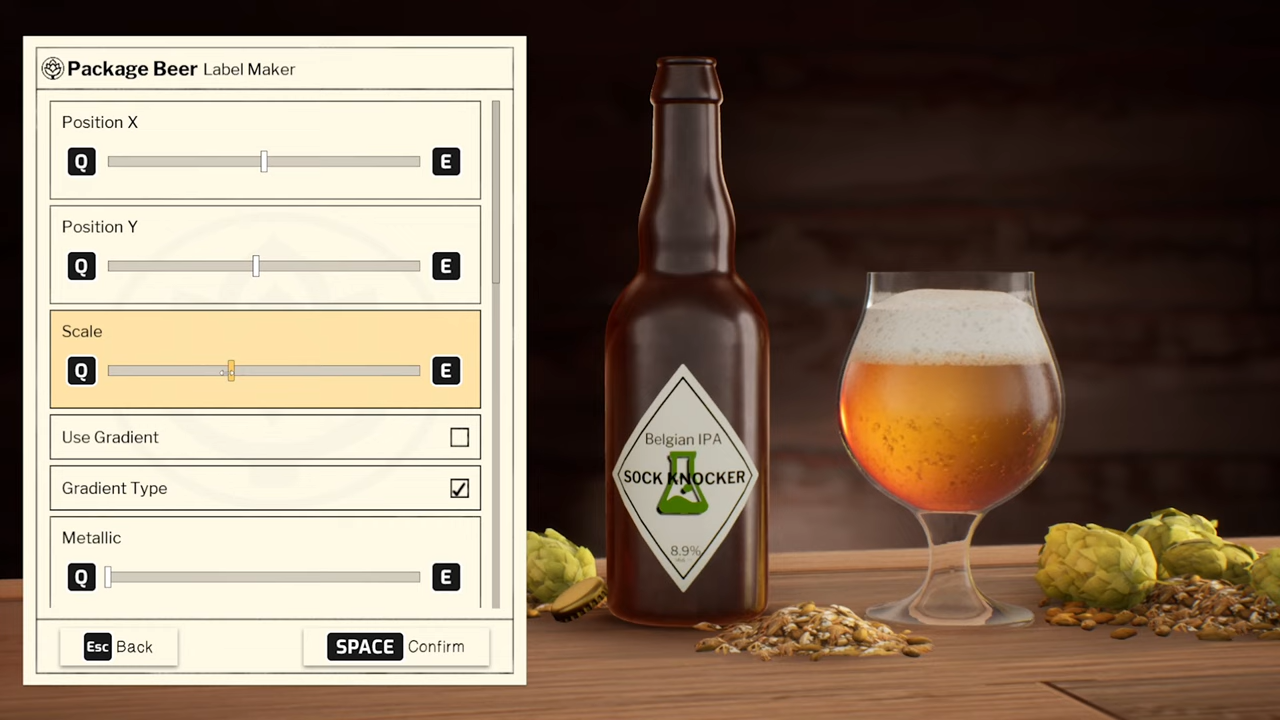 Package Beer Label Maker
Position X
Q E
Position Y
Q E
Scale
Q E
Use Gradient
Gradient Type
Metallic
Q E
Esc Back
SPACE Confirm
Belgian IPA
SOCK KNOCKER
8.9%